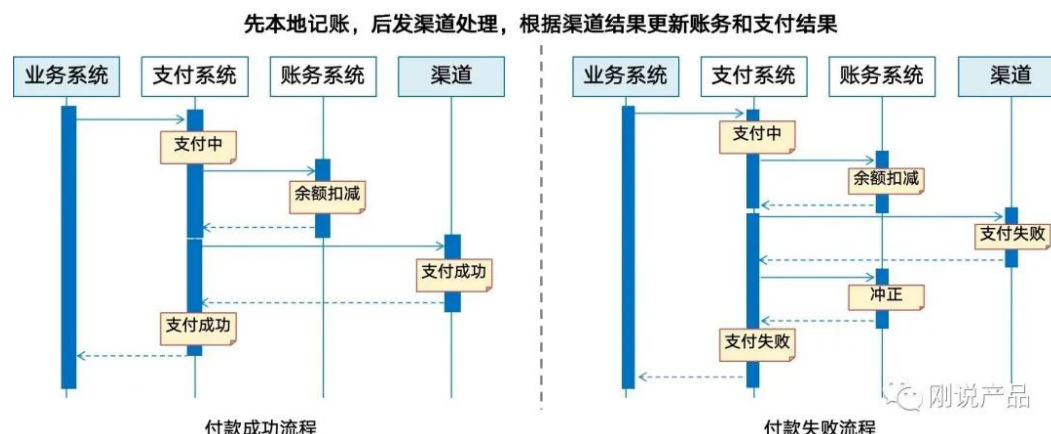 先本地记账，后发渠道处理，根据渠道结果更新账务和支付结果
业务系统
支付系统
账务系统
渠道
支付中
余额扣减
支付成功
支付成功
付款成功流程
业务系统
支付系统
账务系统
渠道
支付中
余额扣减
支付失败
冲正
支付失败
付款失败流程
刚说产品